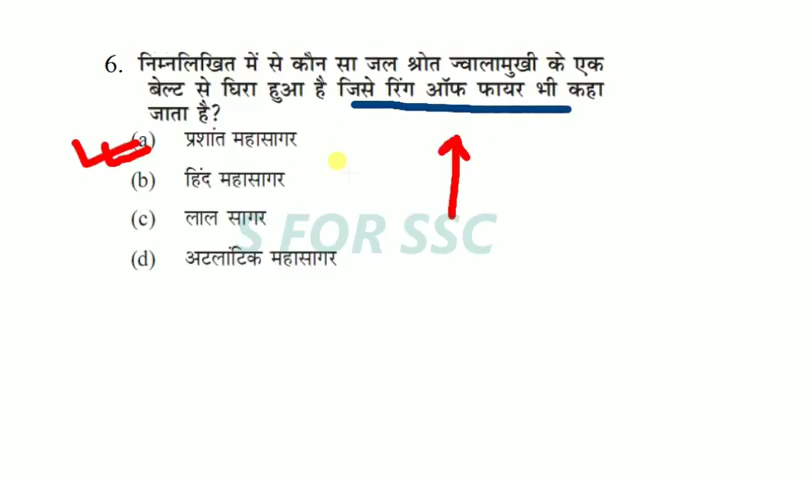 6. निम्नलिखित में से कौन सा जल श्रोत ज्वालामुखी के एक
बेल्ट से घिरा हुआ है जिसे रिंग ऑफ फायर भी कहा
जाता है?
(a) प्रशांत महासागर
(b) हिंद महासागर
(c) लाल सागर
S FOR SSC
(d) अटलांटिक महासागर